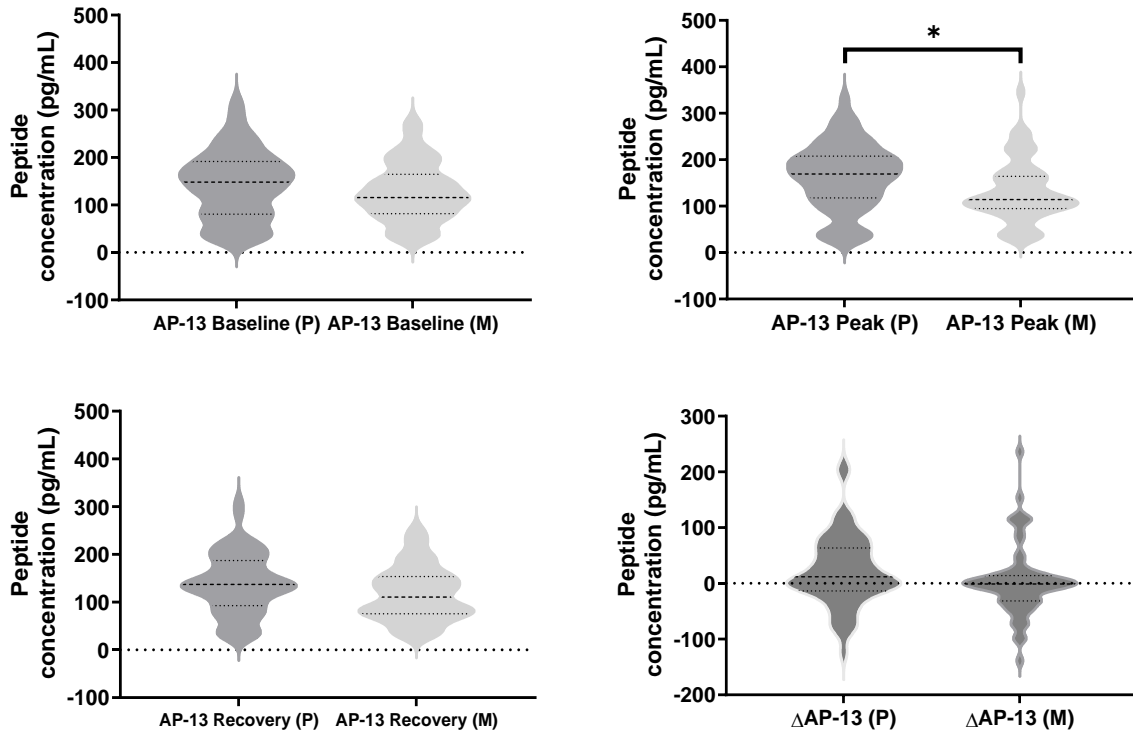 500
400
300
200
100
0
-100
Peptide
concentration (pg/mL)
AP-13 Baseline (P) AP-13 Baseline (M)
500
400
300
200
100
0
-100
Peptide
concentration (pg/mL)
*
AP-13 Peak (P) AP-13 Peak (M)
500
400
300
200
100
0
-100
Peptide
concentration (pg/mL)
AP-13 Recovery (P) AP-13 Recovery (M)
300
200
100
0
-100
-200
Peptide
concentration (pg/mL)
ΔAP-13 (P) ΔAP-13 (M)